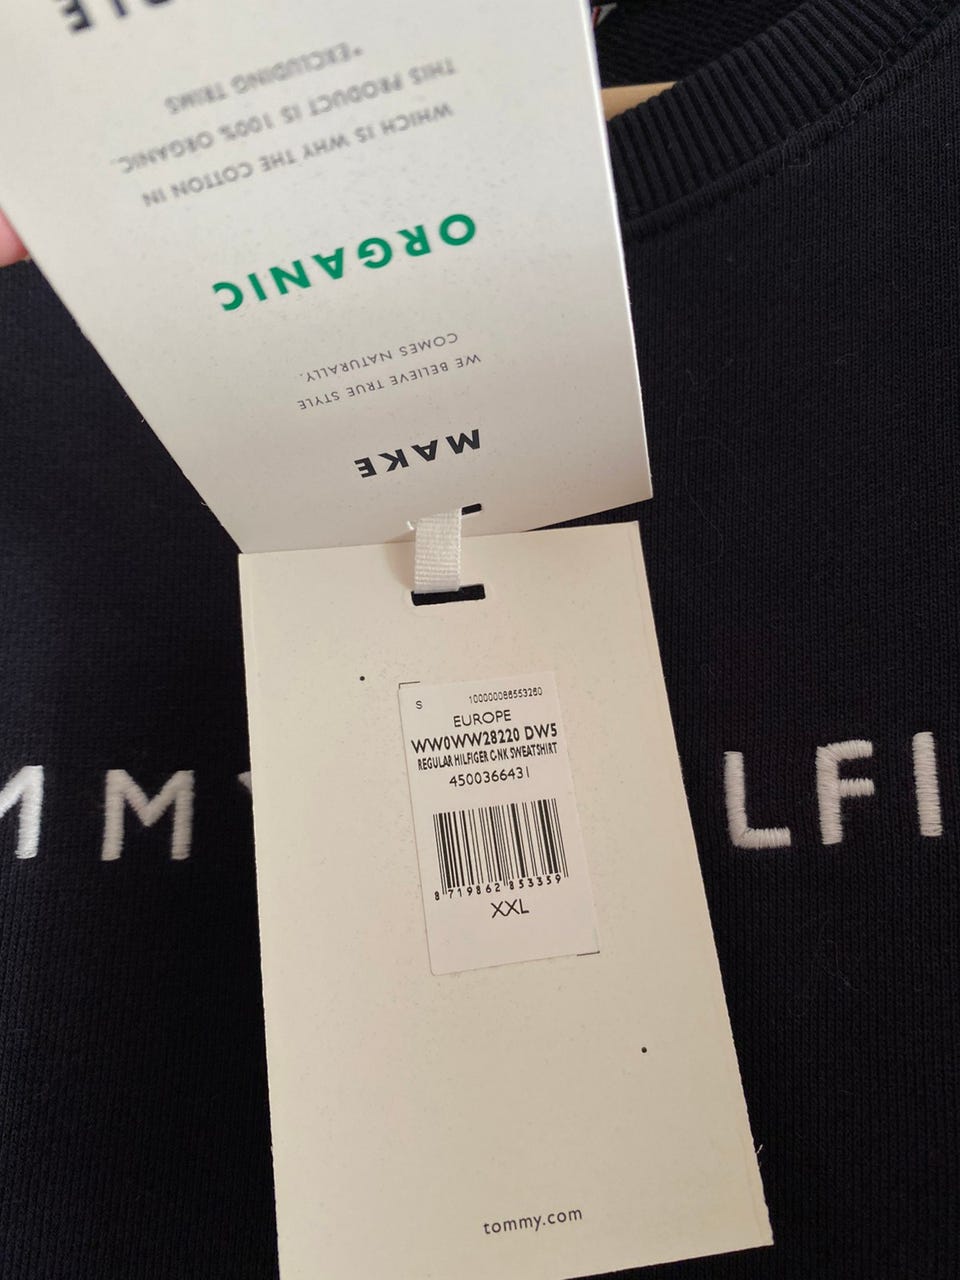 MAKE
WE BELIEVE TRUE STYLE
COMES NATURALLY.
ORGANIC
WHICH IS WHY THE COTTON IN
THIS PRODUCT IS 100% ORGANIC.
*EXCLUDING TRIMS
S 100000086553260
EUROPE
WW0WW28220 DW5
REGULAR HILFIGER C-NK SWEATSHIRT
4500366431
8 719862 853359
XXL
MMY LFI
tommy.com